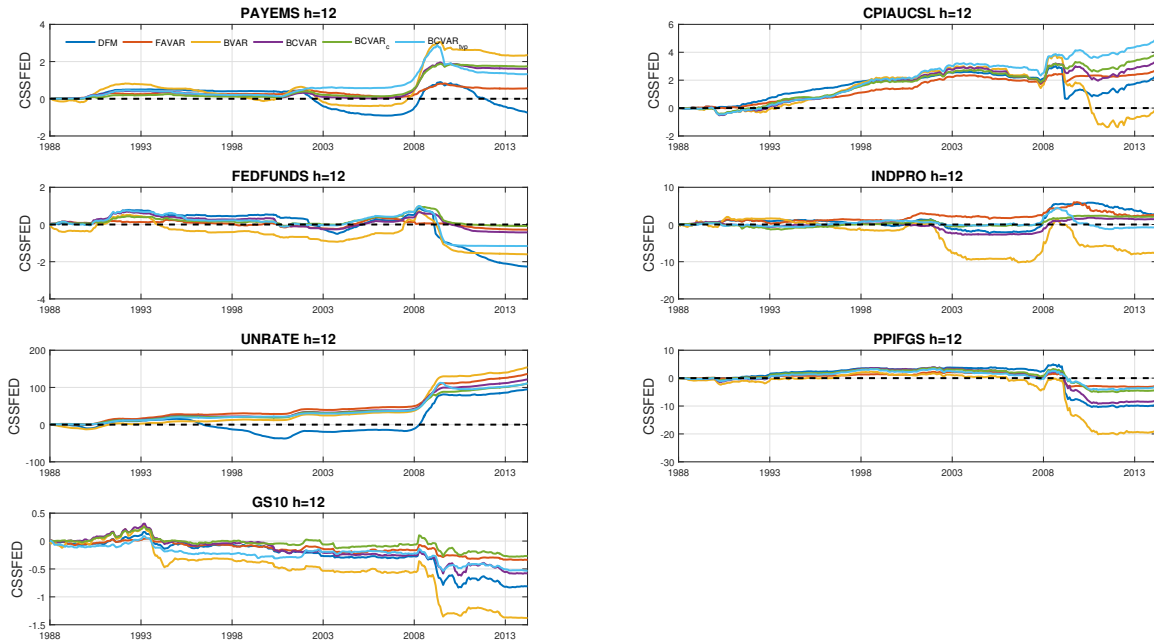 PAYEMS h=12
DFM FAVAR BVAR BCVAR BCVAR_c BCVAR_tvp
CSSFED
4
2
0
-2
1988 1993 1998 2003 2008 2013
CPIAUCSL h=12
CSSFED
6
4
2
0
-2
1988 1993 1998 2003 2008 2013
FEDFUNDS h=12
CSSFED
2
0
-2
-4
1988 1993 1998 2003 2008 2013
INDPRO h=12
CSSFED
10
0
-10
-20
1988 1993 1998 2003 2008 2013
UNRATE h=12
CSSFED
200
100
0
-100
1988 1993 1998 2003 2008 2013
PPIFGS h=12
CSSFED
10
0
-10
-20
-30
1988 1993 1998 2003 2008 2013
GS10 h=12
CSSFED
0.5
0
-0.5
-1
-1.5
1988 1993 1998 2003 2008 2013